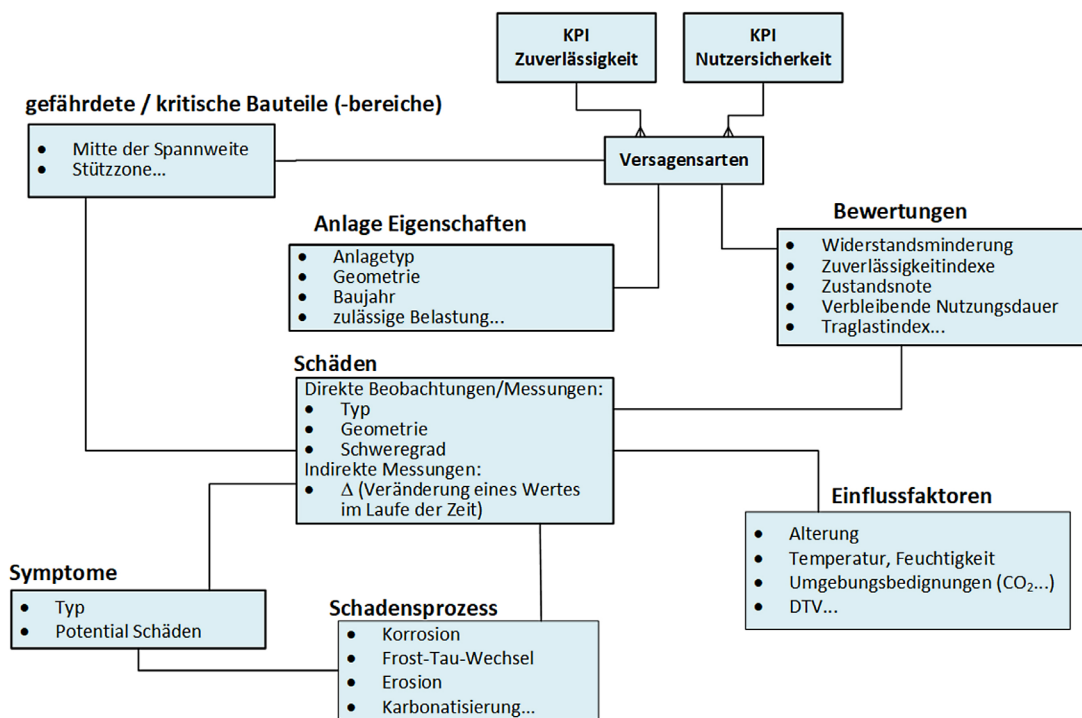 KPI
Zuverlässigkeit
KPI
Nutzersicherkeit
gefährdete / kritische Bauteile (-bereiche)
• Mitte der Spannweite
• Stützzone...
Versagensarten
Anlage Eigenschaften
• Anlagetyp
• Geometrie
• Baujahr
• zulässige Belastung...
Bewertungen
• Widerstandsminderung
• Zuverlässigkeitindexe
• Zustandsnote
• Verbleibende Nutzungsdauer
• Traglastindex...
Schäden
Direkte Beobachtungen/Messungen:
• Typ
• Geometrie
• Schweregrad
Indirekte Messungen:
• Δ (Veränderung eines Wertes
im Laufe der Zeit)
Einflussfaktoren
• Alterung
• Temperatur, Feuchtigkeit
• Umgebungsbedignungen (CO₂...)
• DTV...
Symptome
• Typ
• Potential Schäden
Schadensprozess
• Korrosion
• Frost-Tau-Wechsel
• Erosion
• Karbonatisierung...